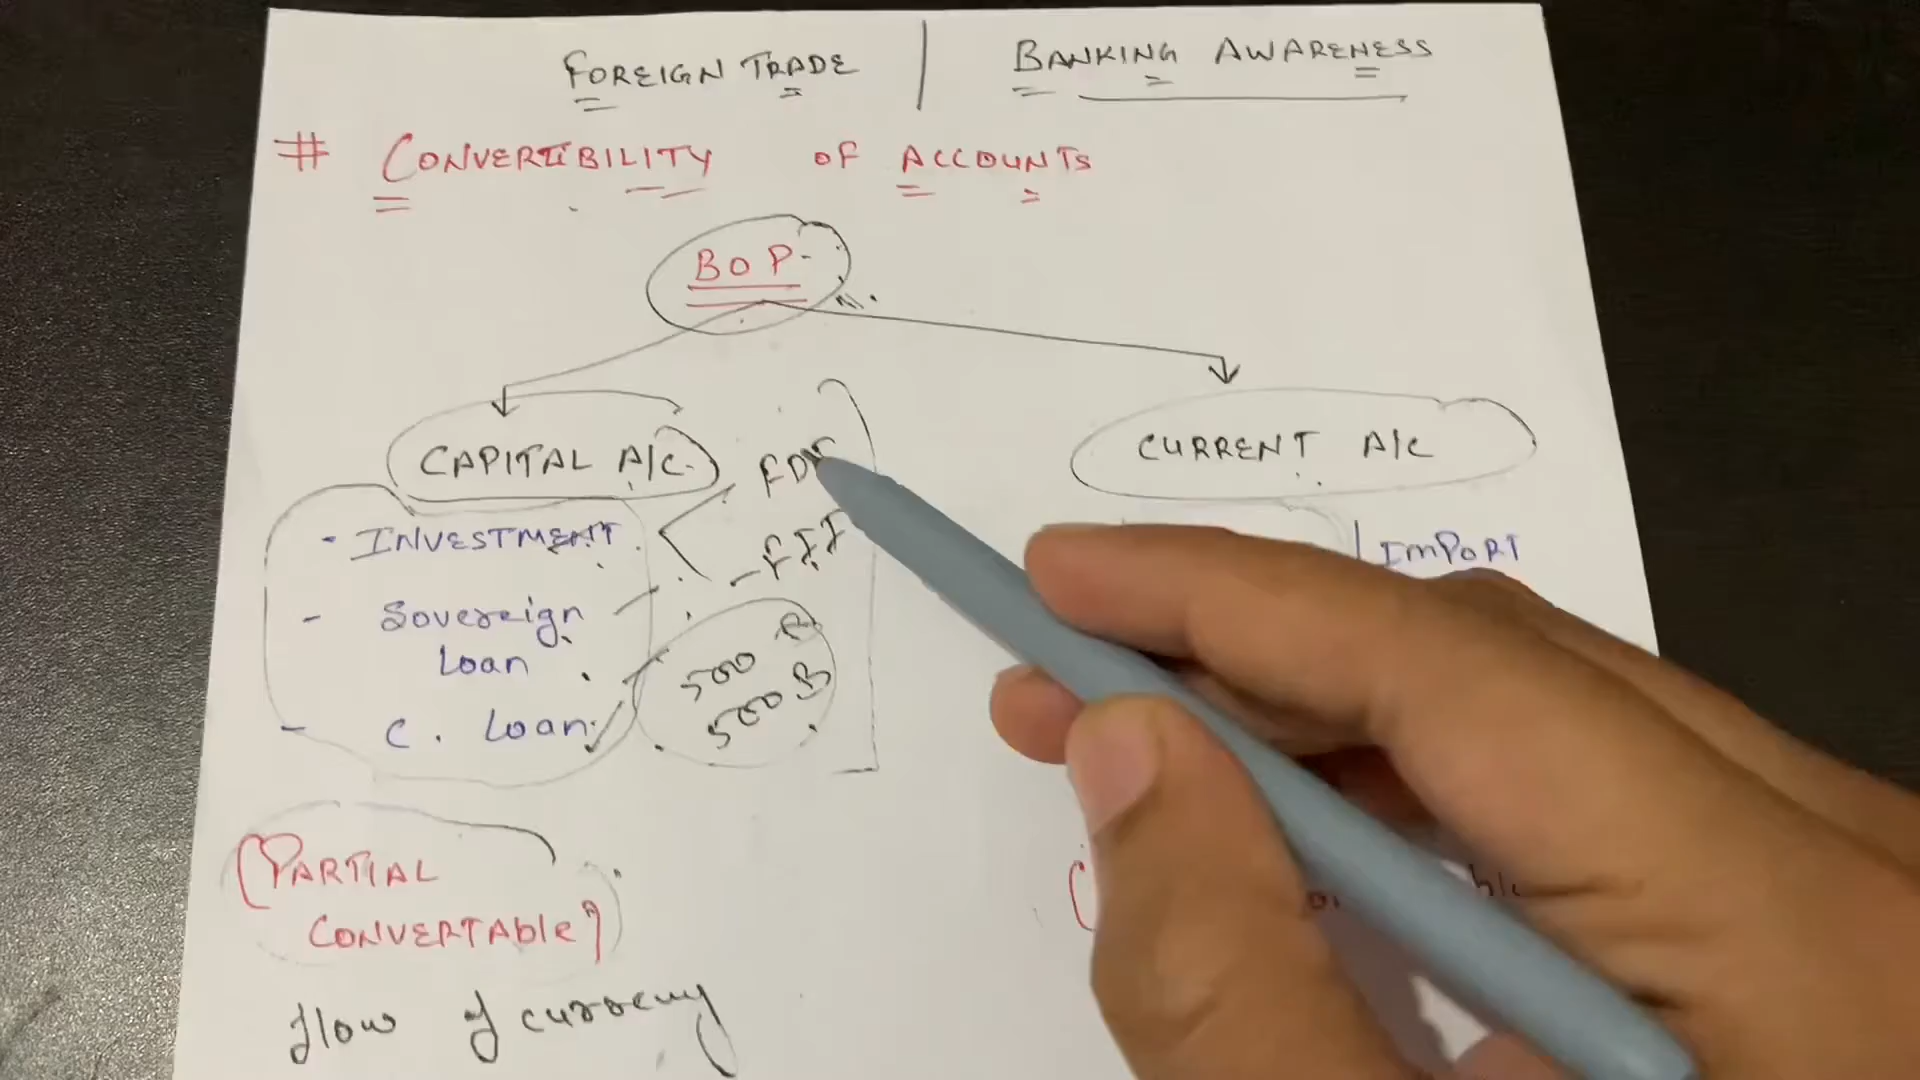 FOREIGN TRADE | BANKING AWARENESS
# CONVERTIBILITY OF ACCOUNTS
BOP
CAPITAL A/C.
CURRENT A/C
- INVESTMENT
- FII
IMPORT
- Sovereign
Loan
500
500 B
- C. Loan
(PARTIAL
CONVERTABle)
flow of currency